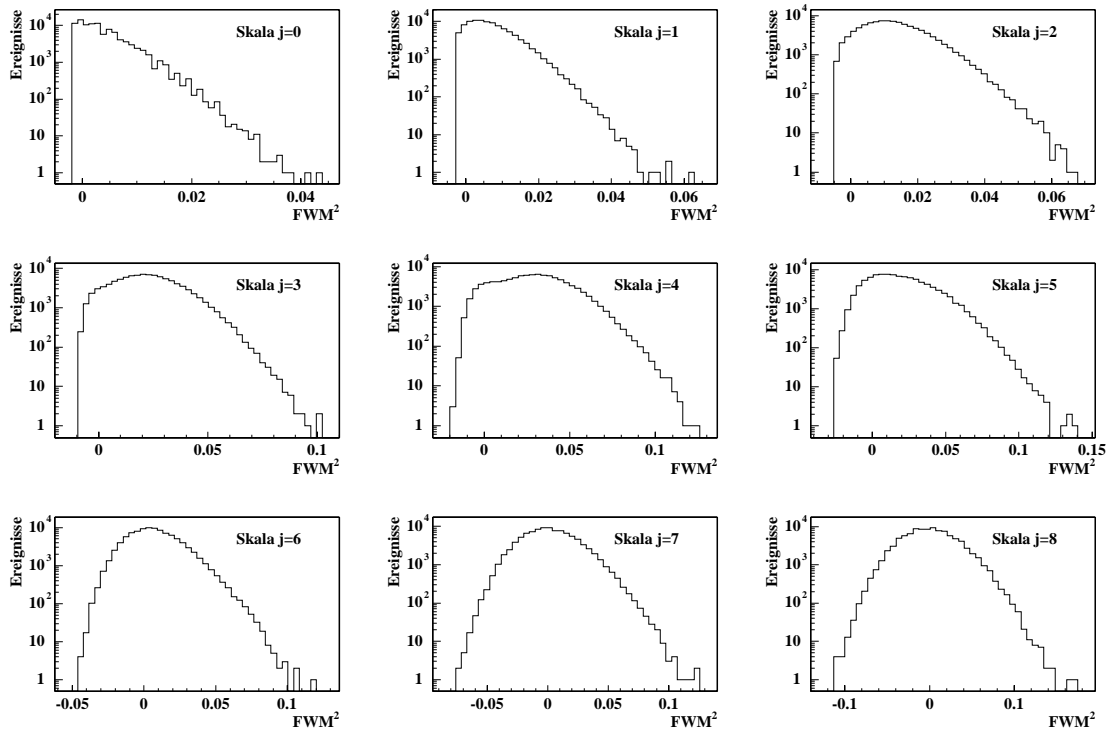 Ereignisse
Skala j=0
10^4
10^3
10^2
10
1
0 0.02 0.04
FWM^2
Ereignisse
Skala j=1
10^4
10^3
10^2
10
1
0 0.02 0.04 0.06
FWM^2
Ereignisse
Skala j=2
10^4
10^3
10^2
10
1
0 0.02 0.04 0.06
FWM^2
Ereignisse
Skala j=3
10^4
10^3
10^2
10
1
0 0.05 0.1
FWM^2
Ereignisse
Skala j=4
10^4
10^3
10^2
10
1
0 0.05 0.1
FWM^2
Ereignisse
Skala j=5
10^4
10^3
10^2
10
1
0 0.05 0.1 0.15
FWM^2
Ereignisse
Skala j=6
10^4
10^3
10^2
10
1
-0.05 0 0.05 0.1
FWM^2
Ereignisse
Skala j=7
10^4
10^3
10^2
10
1
-0.05 0 0.05 0.1
FWM^2
Ereignisse
Skala j=8
10^4
10^3
10^2
10
1
-0.1 0 0.1
FWM^2